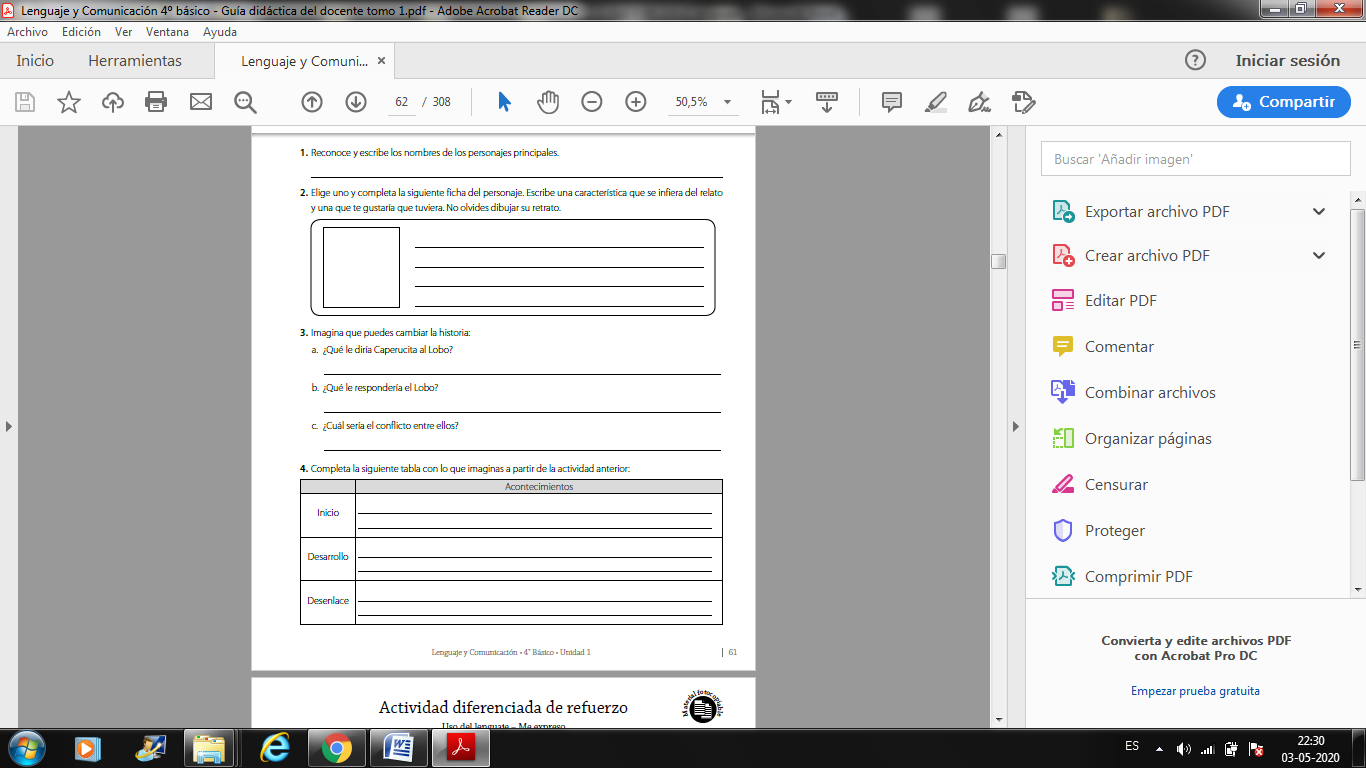 Lenguaje y Comunicación 4º básico - Guía didáctica del docente tomo 1.pdf - Adobe Acrobat Reader DC
Archivo Edición Ver Ventana Ayuda
Inicio Herramientas Lenguaje y Comuni... ×
? Iniciar sesión
62 / 308 50,5% Compartir
1. Reconoce y escribe los nombres de los personajes principales.
2. Elige uno y completa la siguiente ficha del personaje. Escribe una característica que se infiera del relato
y una que te gustaría que tuviera. No olvides dibujar su retrato.
3. Imagina que puedes cambiar la historia:
a. ¿Qué le diría Caperucita al Lobo?
b. ¿Qué le respondería el Lobo?
c. ¿Cuál sería el conflicto entre ellos?
4. Completa la siguiente tabla con lo que imaginas a partir de la actividad anterior:
Acontecimientos
Inicio
Desarrollo
Desenlace
Lenguaje y Comunicación • 4° Básico • Unidad 1 | 61
Actividad diferenciada de refuerzo
Material fotocopiable
Uso del lenguaje – Me expreso
Buscar 'Añadir imagen'
Exportar archivo PDF
Crear archivo PDF
Editar PDF
Comentar
Combinar archivos
Organizar páginas
Censurar
Proteger
Comprimir PDF
Convierta y edite archivos PDF
con Acrobat Pro DC
Empezar prueba gratuita
ES 22:30
03-05-2020